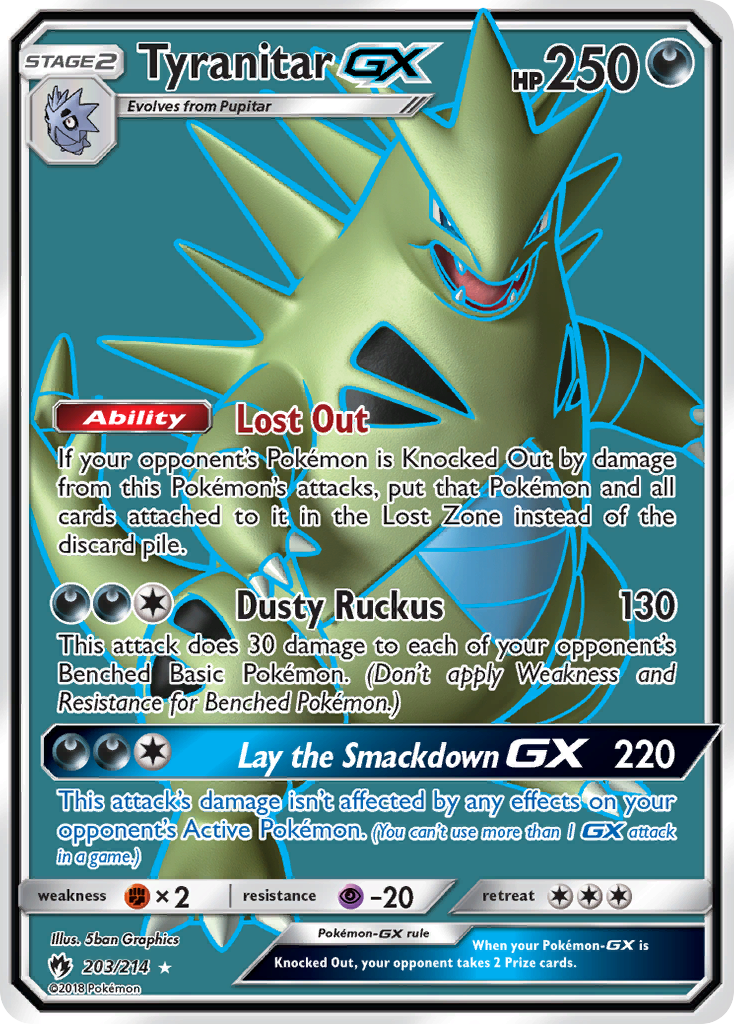 STAGE2 Tyranitar GX HP250
Evolves from Pupitar
Ability Lost Out
If your opponent's Pokémon is Knocked Out by damage
from this Pokémon's attacks, put that Pokémon and all
cards attached to it in the Lost Zone instead of the
discard pile.
Dusty Ruckus 130
This attack does 30 damage to each of your opponent's
Benched Basic Pokémon. (Don't apply Weakness and
Resistance for Benched Pokémon.)
Lay the Smackdown GX 220
This attack's damage isn't affected by any effects on your
opponent's Active Pokémon. (You can't use more than 1 GX attack
in a game.)
weakness ×2 resistance -20 retreat
Illus. 5ban Graphics
Pokémon-GX rule
When your Pokémon-GX is
Knocked Out, your opponent takes 2 Prize cards.
203/214
©2018 Pokémon